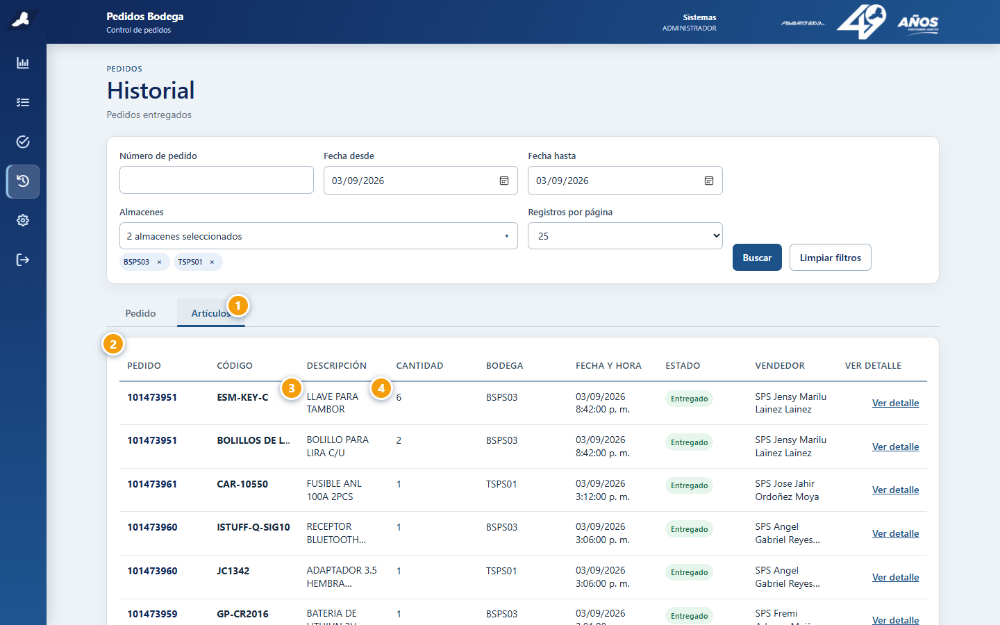 Pedidos Bodega
Control de pedidos
Sistemas
ADMINISTRADOR
49 AÑOS
PEDIDOS
Historial
Pedidos entregados
Número de pedido
Fecha desde
Fecha hasta
03/09/2026
03/09/2026
Almacenes
Registros por página
2 almacenes seleccionados
25
BSPS03 ×
TSPS01 ×
Buscar
Limpiar filtros
Pedido
Artículos
1
2
PEDIDO CÓDIGO DESCRIPCIÓN CANTIDAD BODEGA FECHA Y HORA ESTADO VENDEDOR VER DETALLE
3
4
101473951 ESM-KEY-C LLAVE PARA 6 BSPS03 03/09/2026 Entregado SPS Jensy Marilu Ver detalle
TAMBOR 8:42:00 p. m. Lainez Lainez
101473951 BOLILLOS DE L... BOLILLO PARA 2 BSPS03 03/09/2026 Entregado SPS Jensy Marilu Ver detalle
LIRA C/U 8:42:00 p. m. Lainez Lainez
101473961 CAR-10550 FUSIBLE ANL 1 TSPS01 03/09/2026 Entregado SPS Jose Jahir Ver detalle
100A 2PCS 3:12:00 p. m. Ordoñez Moya
101473960 ISTUFF-Q-SIG10 RECEPTOR 1 BSPS03 03/09/2026 Entregado SPS Angel Ver detalle
BLUETOOTH... 3:06:00 p. m. Gabriel Reyes...
101473960 JC1342 ADAPTADOR 3.5 1 TSPS01 03/09/2026 Entregado SPS Angel Ver detalle
HEMBRA... 3:06:00 p. m. Gabriel Reyes...
101473959 GP-CR2016 BATERIA DE 1 BSPS03 03/09/2026 Entregado SPS Fremi Ver detalle